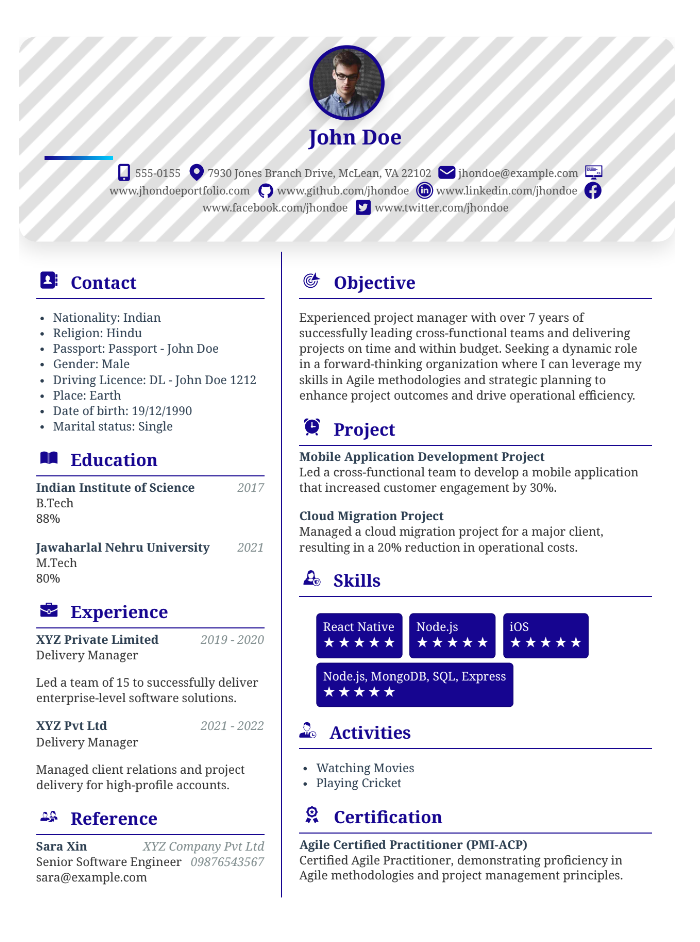 John Doe
555-0155 7930 Jones Branch Drive, McLean, VA 22102 jhondoe@example.com
www.jhondoeportfolio.com www.github.com/jhondoe www.linkedin.com/jhondoe
www.facebook.com/jhondoe www.twitter.com/jhondoe
Contact
Nationality: Indian
Religion: Hindu
Passport: Passport - John Doe
Gender: Male
Driving Licence: DL - John Doe 1212
Place: Earth
Date of birth: 19/12/1990
Marital status: Single
Education
Indian Institute of Science 2017
B.Tech
88%
Jawaharlal Nehru University 2021
M.Tech
80%
Experience
XYZ Private Limited 2019 - 2020
Delivery Manager
Led a team of 15 to successfully deliver
enterprise-level software solutions.
XYZ Pvt Ltd 2021 - 2022
Delivery Manager
Managed client relations and project
delivery for high-profile accounts.
Reference
Sara Xin XYZ Company Pvt Ltd
Senior Software Engineer 09876543567
sara@example.com
Objective
Experienced project manager with over 7 years of
successfully leading cross-functional teams and delivering
projects on time and within budget. Seeking a dynamic role
in a forward-thinking organization where I can leverage my
skills in Agile methodologies and strategic planning to
enhance project outcomes and drive operational efficiency.
Project
Mobile Application Development Project
Led a cross-functional team to develop a mobile application
that increased customer engagement by 30%.
Cloud Migration Project
Managed a cloud migration project for a major client,
resulting in a 20% reduction in operational costs.
Skills
React Native Node.js iOS
★★★★★ ★★★★★ ★★★★★
Node.js, MongoDB, SQL, Express
★★★★★
Activities
Watching Movies
Playing Cricket
Certification
Agile Certified Practitioner (PMI-ACP)
Certified Agile Practitioner, demonstrating proficiency in
Agile methodologies and project management principles.